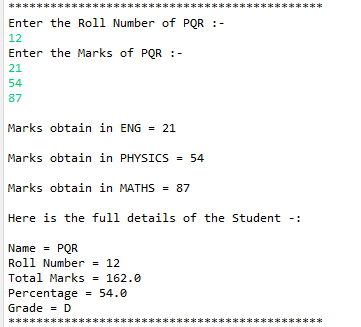 *********************************************
Enter the Roll Number of PQR :-
12
Enter the Marks of PQR :-
21
54
87
Marks obtain in ENG = 21
Marks obtain in PHYSICS = 54
Marks obtain in MATHS = 87
Here is the full details of the Student -:
Name = PQR
Roll Number = 12
Total Marks = 162.0
Percentage = 54.0
Grade = D
*********************************************